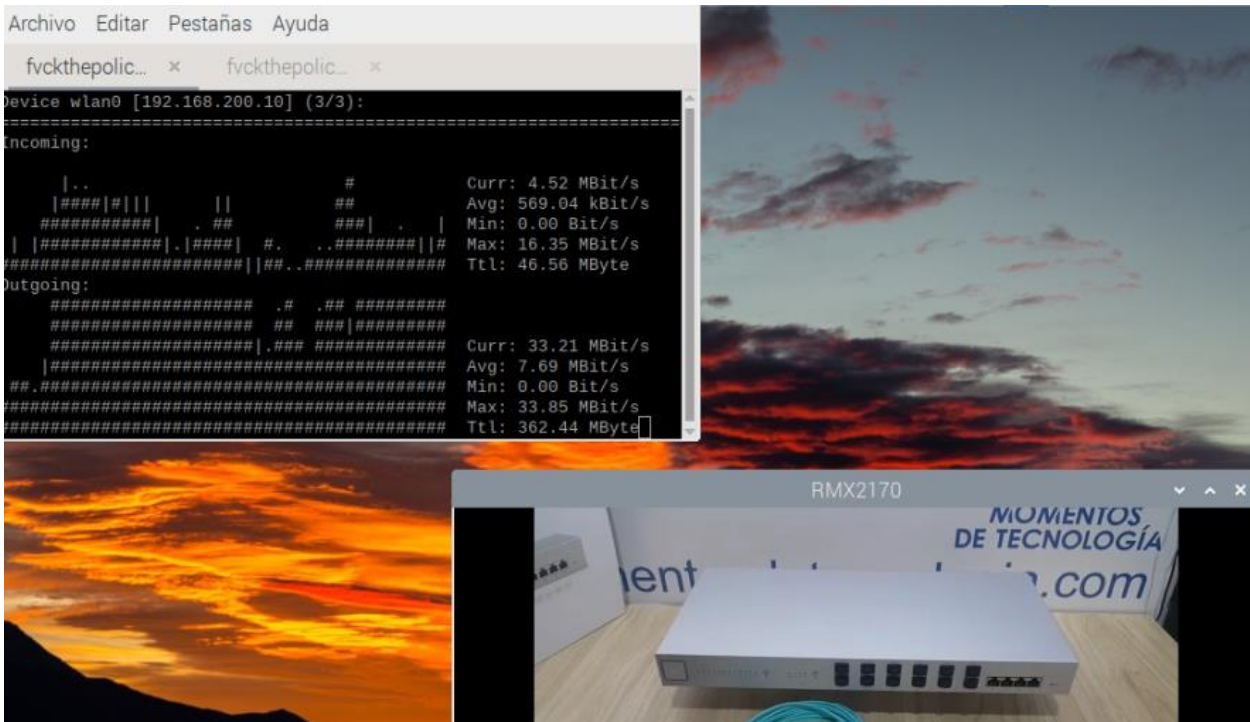 Archivo Editar Pestañas Ayuda
fvckthepolic... × fvckthepolic... ×
Device wlan0 [192.168.200.10] (3/3):
Incoming:
Curr: 4.52 MBit/s
Avg: 569.04 kBit/s
Min: 0.00 Bit/s
Max: 16.35 MBit/s
Ttl: 46.56 MByte
Outgoing:
Curr: 33.21 MBit/s
Avg: 7.69 MBit/s
Min: 0.00 Bit/s
Max: 33.85 MBit/s
Ttl: 362.44 MByte
RMX2170
MOMENTOS
DE TECNOLOGÍA
.com